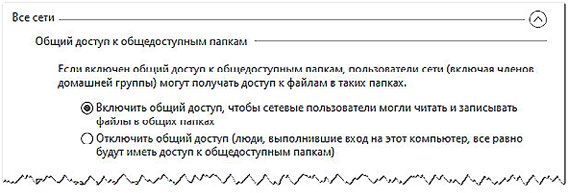 Все сети
Общий доступ к общедоступным папкам
Если включен общий доступ к общедоступным папкам, пользователи сети (включая членов
домашней группы) могут получать доступ к файлам в таких папках.
Включить общий доступ, чтобы сетевые пользователи могли читать и записывать
файлы в общих папках
Отключить общий доступ (люди, выполнившие вход на этот компьютер, все равно
будут иметь доступ к общедоступным папкам)